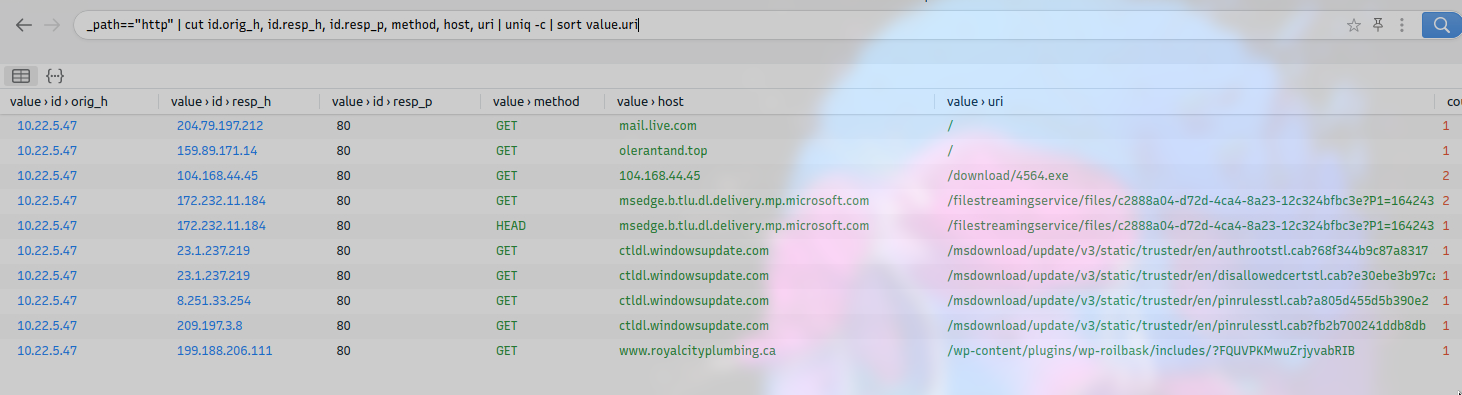 _path=="http" | cut id.orig_h, id.resp_h, id.resp_p, method, host, uri | uniq -c | sort value.uri
value › id › orig_h value › id › resp_h value › id › resp_p value › method value › host value › uri cou
10.22.5.47 204.79.197.212 80 GET mail.live.com / 1
10.22.5.47 159.89.171.14 80 GET olerantand.top / 1
10.22.5.47 104.168.44.45 80 GET 104.168.44.45 /download/4564.exe 2
10.22.5.47 172.232.11.184 80 GET msedge.b.tlu.dl.delivery.mp.microsoft.com /filestreamingservice/files/c2888a04-d72d-4ca4-8a23-12c324bfbc3e?P1=164243 2
10.22.5.47 172.232.11.184 80 HEAD msedge.b.tlu.dl.delivery.mp.microsoft.com /filestreamingservice/files/c2888a04-d72d-4ca4-8a23-12c324bfbc3e?P1=164243 1
10.22.5.47 23.1.237.219 80 GET ctldl.windowsupdate.com /msdownload/update/v3/static/trustedr/en/authrootstl.cab?68f344b9c87a8317 1
10.22.5.47 23.1.237.219 80 GET ctldl.windowsupdate.com /msdownload/update/v3/static/trustedr/en/disallowedcertstl.cab?e30ebe3b97ca 1
10.22.5.47 8.251.33.254 80 GET ctldl.windowsupdate.com /msdownload/update/v3/static/trustedr/en/pinrulesstl.cab?a805d455d5b390e2 1
10.22.5.47 209.197.3.8 80 GET ctldl.windowsupdate.com /msdownload/update/v3/static/trustedr/en/pinrulesstl.cab?fb2b700241ddb8db 1
10.22.5.47 199.188.206.111 80 GET www.royalcityplumbing.ca /wp-content/plugins/wp-roilbask/includes/?FQUVPKMwuZrjyvabRIB 1